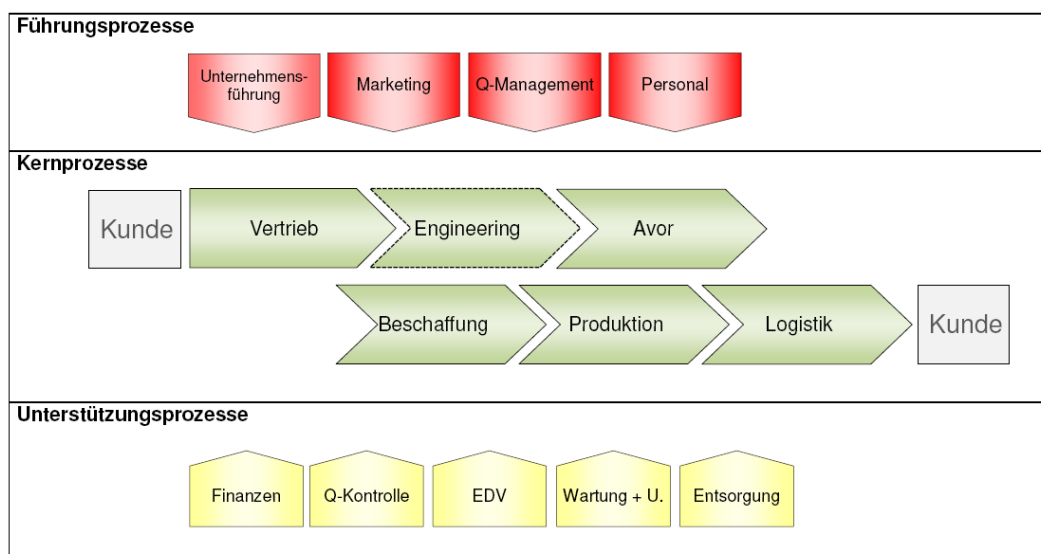 Führungsprozesse
Unternehmens-
führung
Marketing
Q-Management
Personal
Kernprozesse
Kunde
Vertrieb
Engineering
Avor
Beschaffung
Produktion
Logistik
Kunde
Unterstützungsprozesse
Finanzen
Q-Kontrolle
EDV
Wartung + U.
Entsorgung